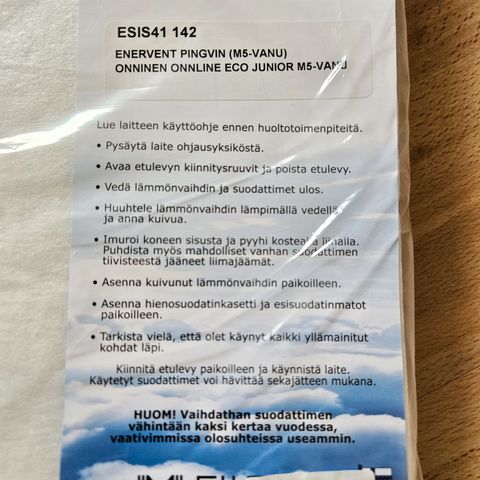 ESIS41 142
ENERVENT PINGVIN (M5-VANU)
ONNINEN ONNLINE ECO JUNIOR M5-VANU
Lue laitteen käyttöohje ennen huoltotoimenpiteitä.
• Pysäytä laite ohjausyksiköstä.
• Avaa etulevyn kiinnitysruuvit ja poista etulevy.
• Vedä lämmönvaihdin ja suodattimet ulos.
• Huuhtele lämmönvaihdin lämpimällä vedellä
ja anna kuivua.
• Imuroi koneen sisusta ja pyyhi kostealla liinalla.
Puhdista myös mahdolliset vanhan suodattimen
tiivisteestä jääneet liimajäämät.
• Asenna kuivunut lämmönvaihdin paikoilleen.
• Asenna hienosuodatinkasetti ja esisuodatinmatot
paikoilleen.
• Tarkista vielä, että olet käynyt kaikki yllämainitut
kohdat läpi.
Kiinnitä etulevy paikoilleen ja käynnistä laite.
Käytetyt suodattimet voi hävittää sekajätteen mukana.
HUOM! Vaihdathan suodattimen
vähintään kaksi kertaa vuodessa,
vaativimmissa olosuhteissa useammin.